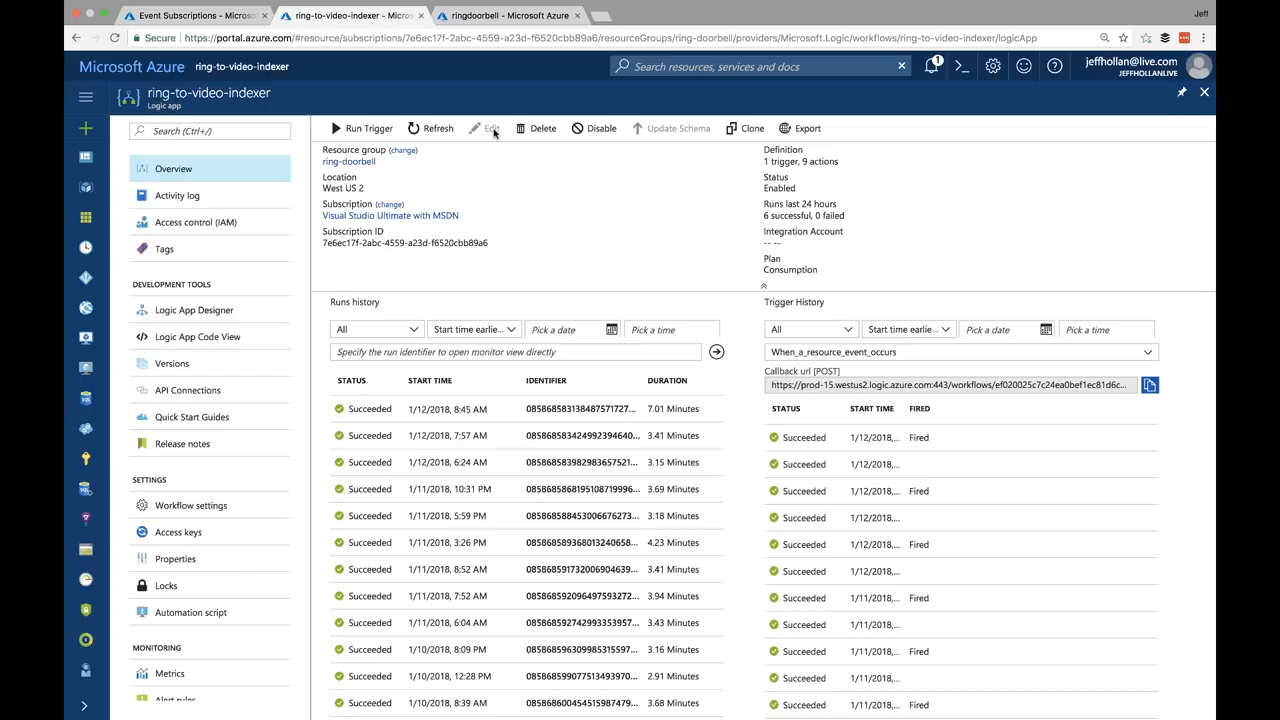 Event Subscriptions - Microso
ring-to-video-indexer - Micros
ringdoorbell - Microsoft Azure
Jeff
Secure
https://portal.azure.com/#resource/subscriptions/7e6ec17f-2abc-4559-a23d-f6520cbb89a6/resourceGroups/ring-doorbell/providers/Microsoft.Logic/workflows/ring-to-video-indexer/logicApp
Microsoft Azure ring-to-video-indexer
Search resources, services and docs
1
jeffhollan@live.com
JEFFHOLLANLIVE
ring-to-video-indexer
Logic app
Search (Ctrl+/)
Overview
Activity log
Access control (IAM)
Tags
DEVELOPMENT TOOLS
Logic App Designer
Logic App Code View
Versions
API Connections
Quick Start Guides
Release notes
SETTINGS
Workflow settings
Access keys
Properties
Locks
Automation script
MONITORING
Metrics
Alert rules
Run Trigger Refresh Edit Delete Disable Update Schema Clone Export
Resource group (change)
ring-doorbell
Location
West US 2
Subscription (change)
Visual Studio Ultimate with MSDN
Subscription ID
7e6ec17f-2abc-4559-a23d-f6520cbb89a6
Definition
1 trigger, 9 actions
Status
Enabled
Runs last 24 hours
6 successful, 0 failed
Integration Account
-- --
Plan
Consumption
Runs history
All Start time earlie... Pick a date Pick a time
Specify the run identifier to open monitor view directly
STATUS START TIME IDENTIFIER DURATION
Succeeded 1/12/2018, 8:45 AM 085868583138487571727... 7.01 Minutes
Succeeded 1/12/2018, 7:57 AM 085868583424992394640... 3.41 Minutes
Succeeded 1/12/2018, 6:24 AM 085868583982983657521... 3.15 Minutes
Succeeded 1/11/2018, 10:31 PM 085868586819510871996... 3.69 Minutes
Succeeded 1/11/2018, 5:59 PM 085868588453006676273... 3.18 Minutes
Succeeded 1/11/2018, 3:26 PM 085868589368013240658... 4.23 Minutes
Succeeded 1/11/2018, 8:52 AM 085868591732006904639... 3.41 Minutes
Succeeded 1/11/2018, 7:52 AM 085868592096497593272... 3.94 Minutes
Succeeded 1/11/2018, 6:04 AM 085868592742993353957... 3.43 Minutes
Succeeded 1/10/2018, 8:09 PM 085868596309985315597... 3.16 Minutes
Succeeded 1/10/2018, 12:28 PM 085868599077513493970... 2.91 Minutes
Succeeded 1/10/2018, 8:39 AM 085868600454515987479... 3.68 Minutes
Trigger History
All Start time earlie... Pick a date Pick a time
When_a_resource_event_occurs
Callback url [POST]
https://prod-15.westus2.logic.azure.com:443/workflows/ef020025c7c24ea0bef1ec81d6c...
STATUS START TIME FIRED
Succeeded 1/12/2018,... Fired
Succeeded 1/12/2018,...
Succeeded 1/12/2018,... Fired
Succeeded 1/12/2018,...
Succeeded 1/12/2018,... Fired
Succeeded 1/12/2018,...
Succeeded 1/11/2018,... Fired
Succeeded 1/11/2018,...
Succeeded 1/11/2018,... Fired
Succeeded 1/11/2018,...
Succeeded 1/11/2018,... Fired